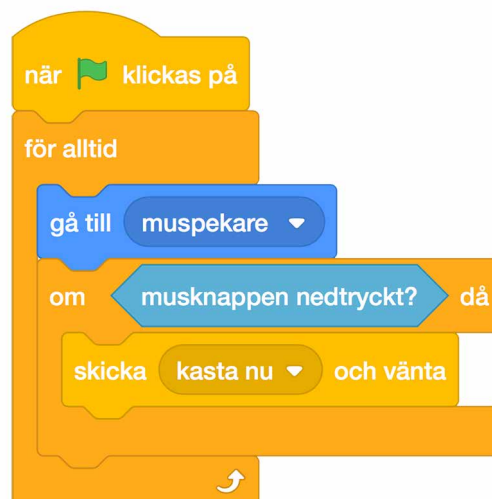 när klickas på
för alltid
gå till muspekare
om musknappen nedtryckt? då
skicka kasta nu och vänta